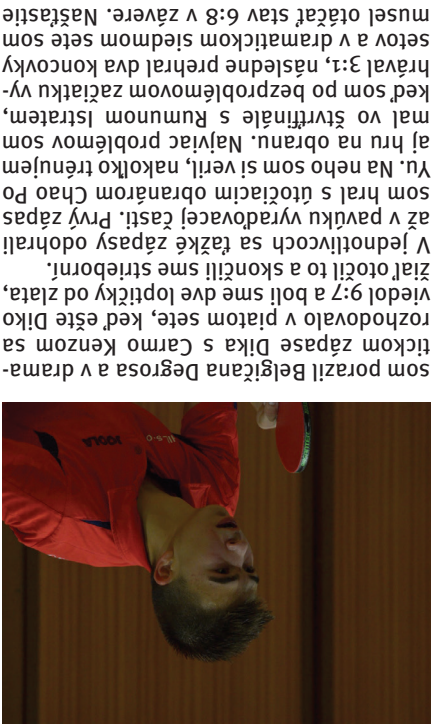 JOOLA
som porazil Belgičana Degrosa a v drama-
tickom zápase Dika s Carmo Kenzom sa
rozhodovalo v piatom sete, keď ešte Diko
viedol 9:7 a boli sme dve loptičky od zlata,
žiaľ otočil to a skončili sme strieborní.
V jednotlivcoch sa ťažké zápasy odohrali
až v pavúku vyraďovacej časti. Prvý zápas
som hral s útočiacim obranárom Chao Po
Yu. Na neho som si veril, nakoľko trénujem
aj hru na obranu. Najviac problémov som
mal vo štvrťfinále s Rumunom Istratem,
keď som po bezproblémovom začiatku vy-
hrával 3:1, následne prehral dva koncovky
setov a v dramatickom siedmom sete som
musel otáčať stav 6:8 v závere. Našťastie